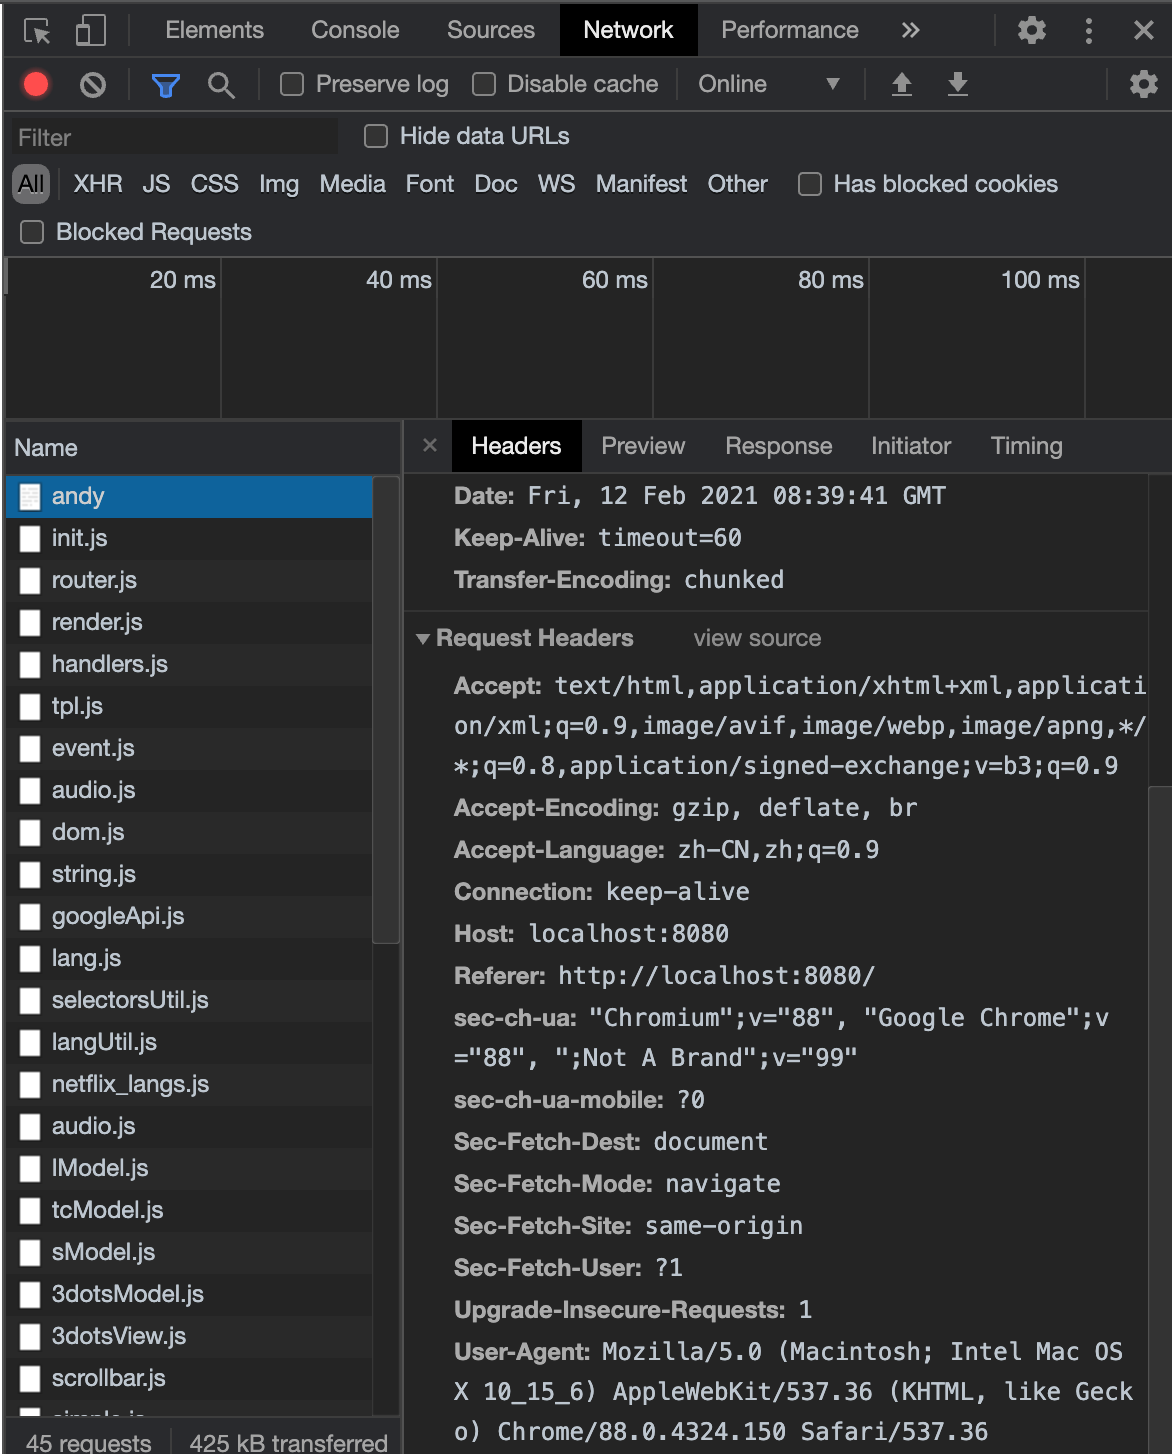 Elements Console Sources Network Performance »
Preserve log Disable cache Online
Filter Hide data URLs
All XHR JS CSS Img Media Font Doc WS Manifest Other Has blocked cookies
Blocked Requests
20 ms 40 ms 60 ms 80 ms 100 ms
Name
andy
init.js
router.js
render.js
handlers.js
tpl.js
event.js
audio.js
dom.js
string.js
googleApi.js
lang.js
selectorsUtil.js
langUtil.js
netflix_langs.js
audio.js
lModel.js
tcModel.js
sModel.js
3dotsModel.js
3dotsView.js
scrollbar.js
45 requests 425 kB transferred
× Headers Preview Response Initiator Timing
Date: Fri, 12 Feb 2021 08:39:41 GMT
Keep-Alive: timeout=60
Transfer-Encoding: chunked
Request Headers view source
Accept: text/html,application/xhtml+xml,applicati
on/xml;q=0.9,image/avif,image/webp,image/apng,*/
*;q=0.8,application/signed-exchange;v=b3;q=0.9
Accept-Encoding: gzip, deflate, br
Accept-Language: zh-CN,zh;q=0.9
Connection: keep-alive
Host: localhost:8080
Referer: http://localhost:8080/
sec-ch-ua: "Chromium";v="88", "Google Chrome";v
="88", ";Not A Brand";v="99"
sec-ch-ua-mobile: ?0
Sec-Fetch-Dest: document
Sec-Fetch-Mode: navigate
Sec-Fetch-Site: same-origin
Sec-Fetch-User: ?1
Upgrade-Insecure-Requests: 1
User-Agent: Mozilla/5.0 (Macintosh; Intel Mac OS
X 10_15_6) AppleWebKit/537.36 (KHTML, like Geck
o) Chrome/88.0.4324.150 Safari/537.36